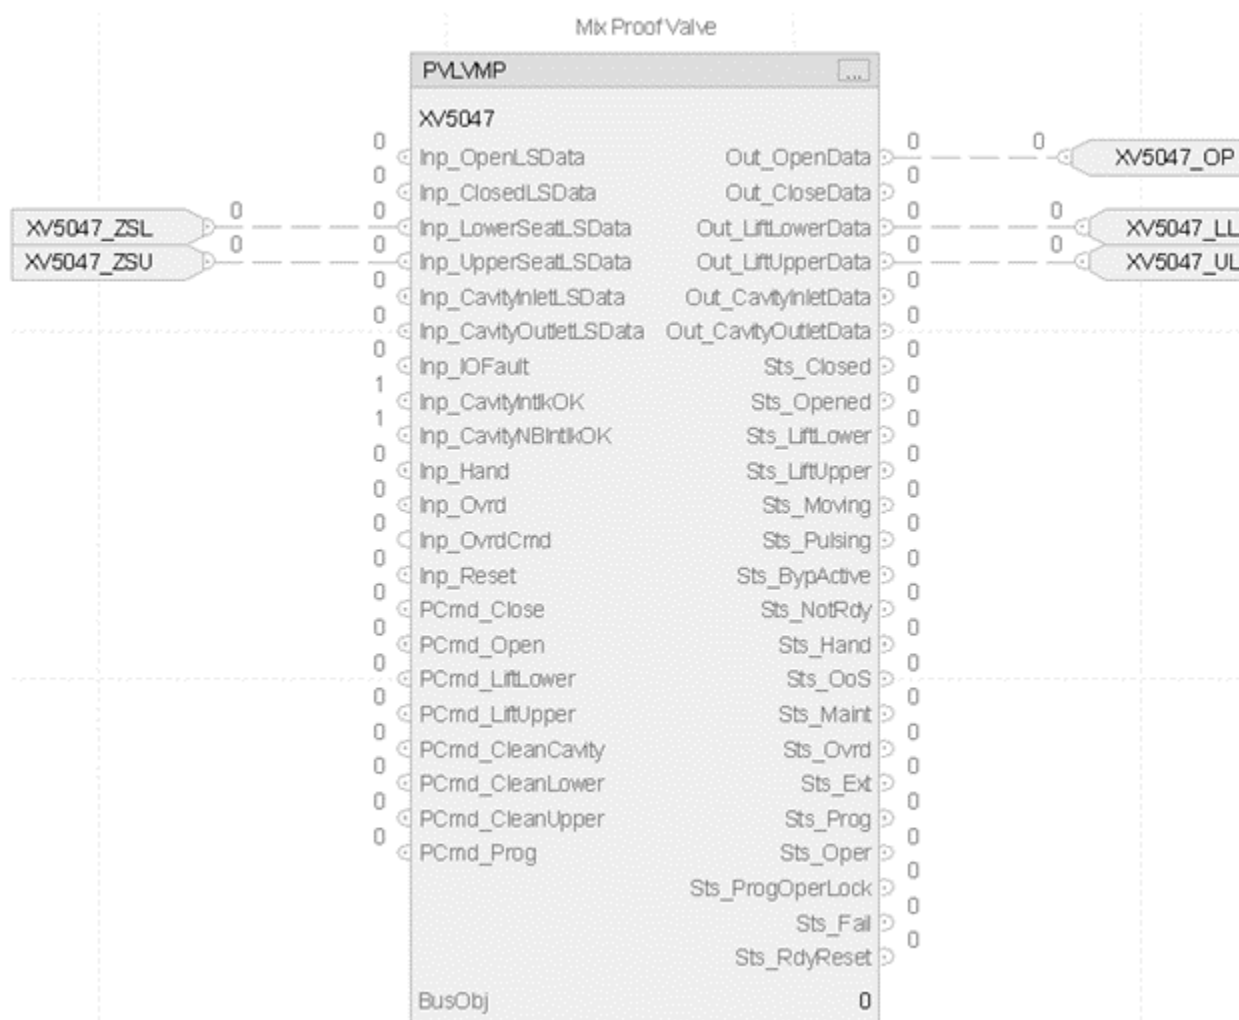 Mix Proof Valve
PVLVMP ...
XV5047
0 0 0
Inp_OpenLSData Out_OpenData XV5047_OP
0 0
Inp_ClosedLSData Out_CloseData
0 0 0 0
XV5047_ZSL Inp_LowerSeatLSData Out_LiftLowerData XV5047_LL
0 0 0 0
XV5047_ZSU Inp_UpperSeatLSData Out_LiftUpperData XV5047_UL
0 0
Inp_CavityInletLSData Out_CavityInletData
0 0
Inp_CavityOutletLSData Out_CavityOutletData
0 0
Inp_IOFault Sts_Closed
1 0
Inp_CavityIntlkOK Sts_Opened
1 0
Inp_CavityNBIntlkOK Sts_LiftLower
0 0
Inp_Hand Sts_LiftUpper
0 0
Inp_Ovrd Sts_Moving
0 0
Inp_OvrdCmd Sts_Pulsing
0 0
Inp_Reset Sts_BypActive
0 0
PCmd_Close Sts_NotRdy
0 0
PCmd_Open Sts_Hand
0 0
PCmd_LiftLower Sts_OoS
0 0
PCmd_LiftUpper Sts_Maint
0 0
PCmd_CleanCavity Sts_Ovrd
0 0
PCmd_CleanLower Sts_Ext
0 0
PCmd_CleanUpper Sts_Prog
0 0
PCmd_Prog Sts_Oper
0
Sts_ProgOperLock
0
Sts_Fail
0
Sts_RdyReset
BusObj 0